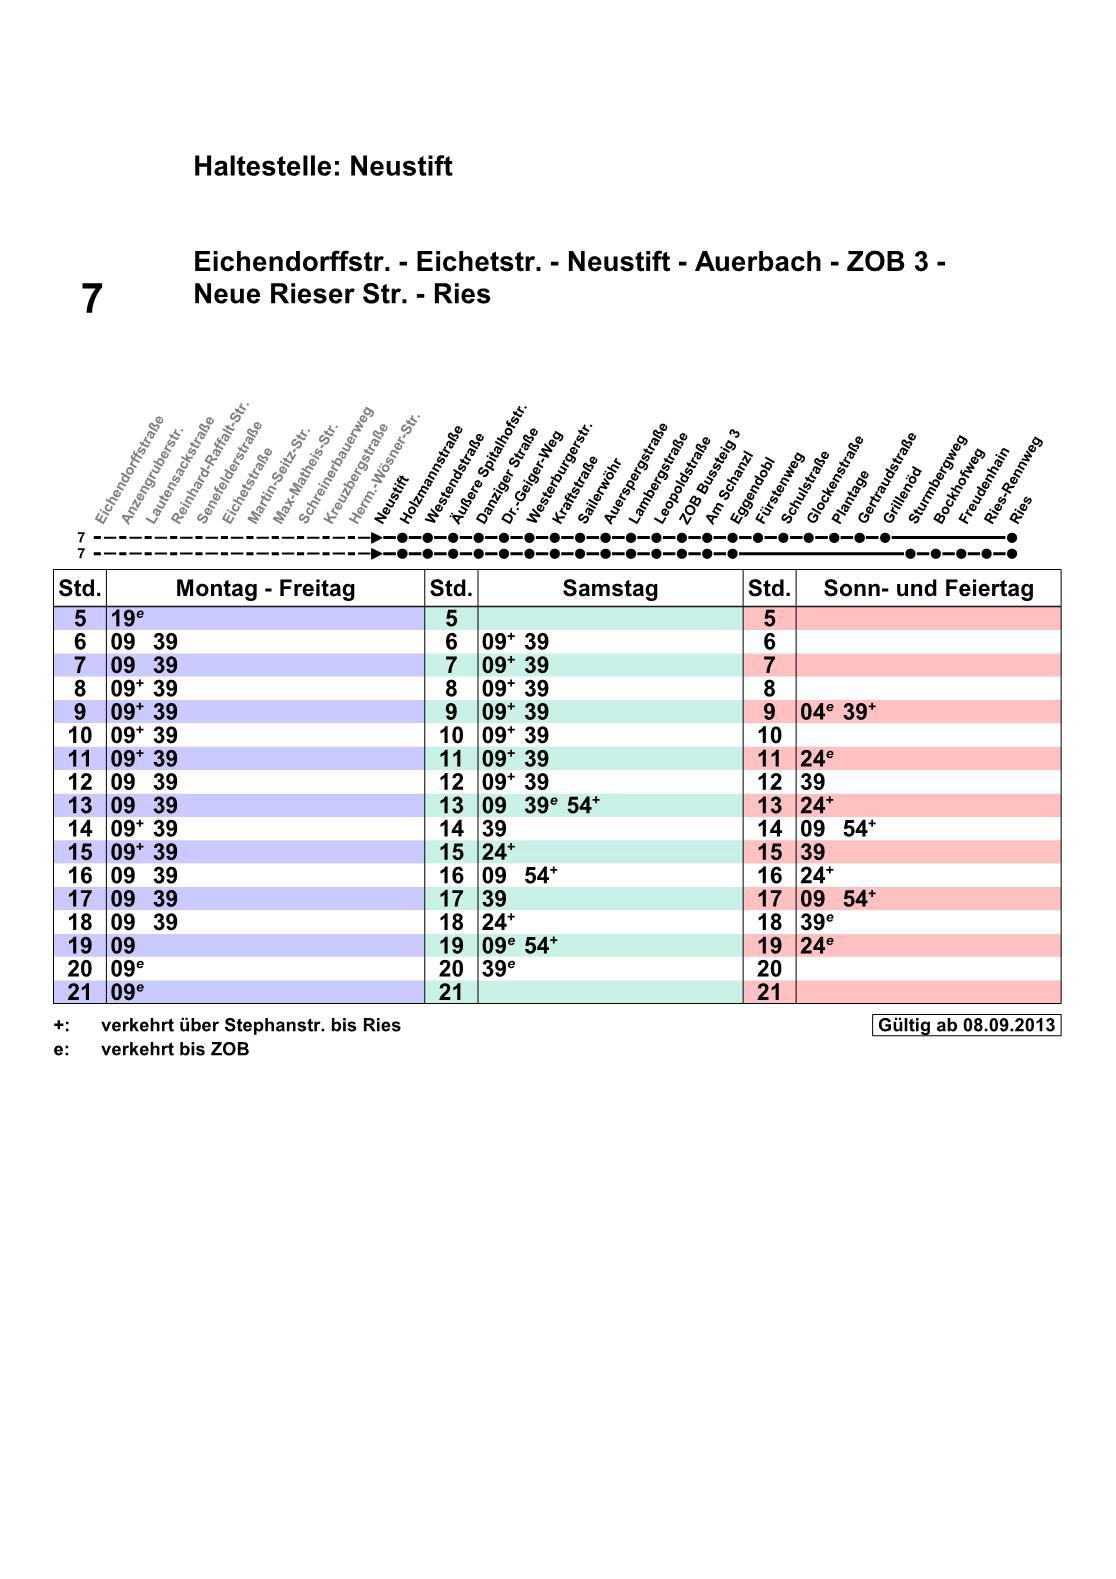 Haltestelle: Neustift
Eichendorffstr. - Eichetstr. - Neustift - Auerbach - ZOB 3 -
7 Neue Rieser Str. - Ries
Eichendorffstraße
Anzengruberstr.
Lautensackstraße
Reinhard-Raffalt-Str.
Senefelderstraße
Eichetstraße
Martin-Seitz-Str.
Max-Matheis-Str.
Schreinerbauerweg
Kreuzbergstraße
Herm.-Wösner-Str.
Neustift
Holzmannstraße
Westendstraße
Äußere Spitalhofstr.
Danziger Straße
Dr.-Geiger-Weg
Westerburgerstr.
Kraftstraße
Sailerwöhr
Auerspergstraße
Lambergstraße
Leopoldstraße
ZOB Bussteig 3
Am Schanzl
Eggendobl
Fürstenweg
Schulstraße
Glockenstraße
Plantage
Gertraudstraße
Grillenöd
Sturmbergweg
Bockhofweg
Freudenhain
Ries-Rennweg
Ries
7
7
Std. Montag - Freitag Std. Samstag Std. Sonn- und Feiertag
5 19e 5 5
6 09 39 6 09+ 39 6
7 09 39 7 09+ 39 7
8 09+ 39 8 09+ 39 8
9 09+ 39 9 09+ 39 9 04e 39+
10 09+ 39 10 09+ 39 10
11 09+ 39 11 09+ 39 11 24e
12 09 39 12 09+ 39 12 39
13 09 39 13 09 39e 54+ 13 24+
14 09+ 39 14 39 14 09 54+
15 09+ 39 15 24+ 15 39
16 09 39 16 09 54+ 16 24+
17 09 39 17 39 17 09 54+
18 09 39 18 24+ 18 39e
19 09 19 09e 54+ 19 24e
20 09e 20 39e 20
21 09e 21 21
+: verkehrt über Stephanstr. bis Ries Gültig ab 08.09.2013
e: verkehrt bis ZOB